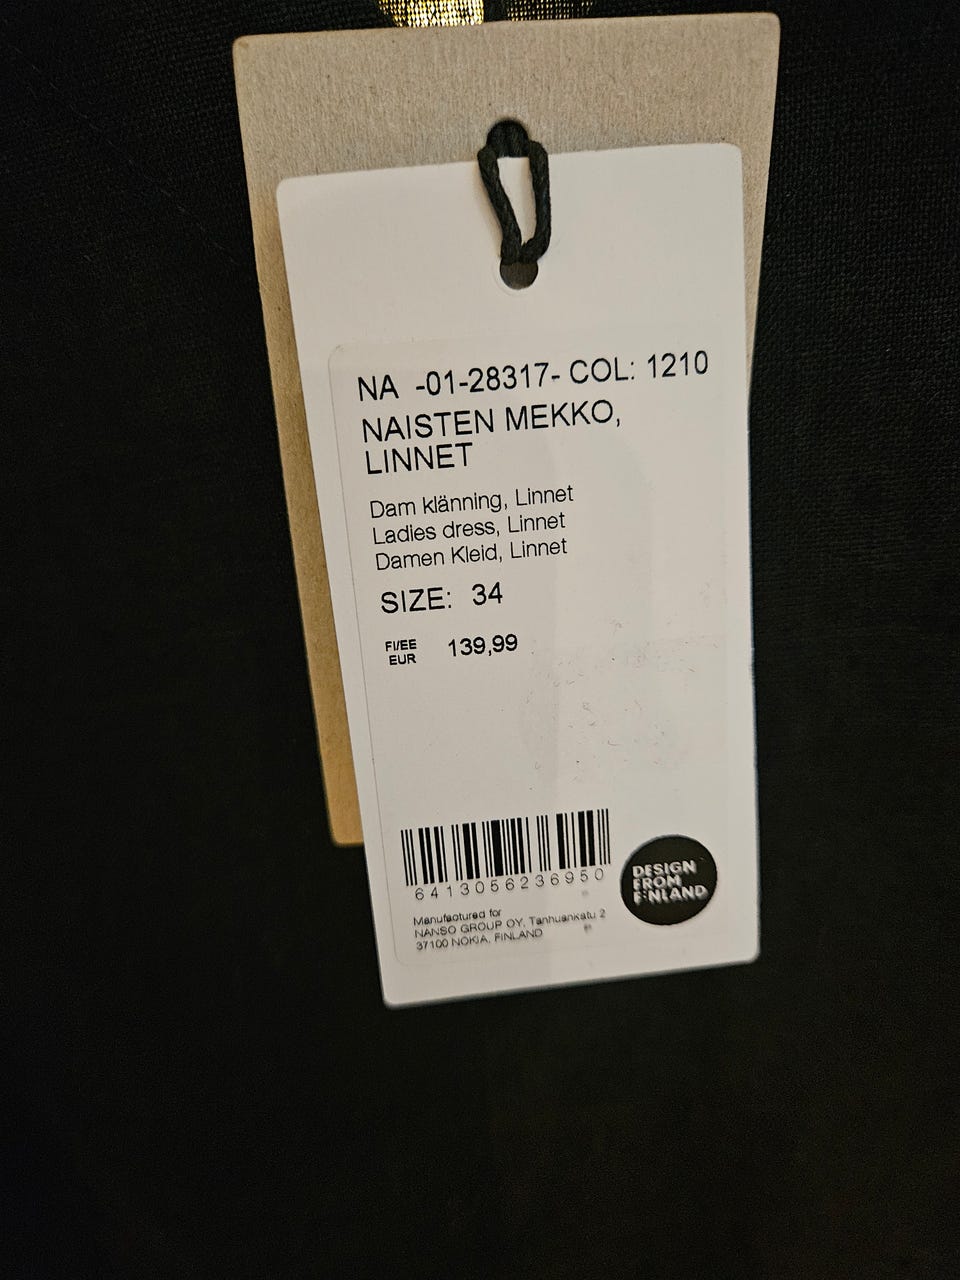 NA -01-28317- COL: 1210
NAISTEN MEKKO,
LINNET
Dam klänning, Linnet
Ladies dress, Linnet
Damen Kleid, Linnet
SIZE: 34
FI/EE
EUR 139,99
6413056236950
Manufactured for
NANSO GROUP OY, Tanhuankatu 2
37100 NOKIA, FINLAND
DESIGN
FROM
FINLAND